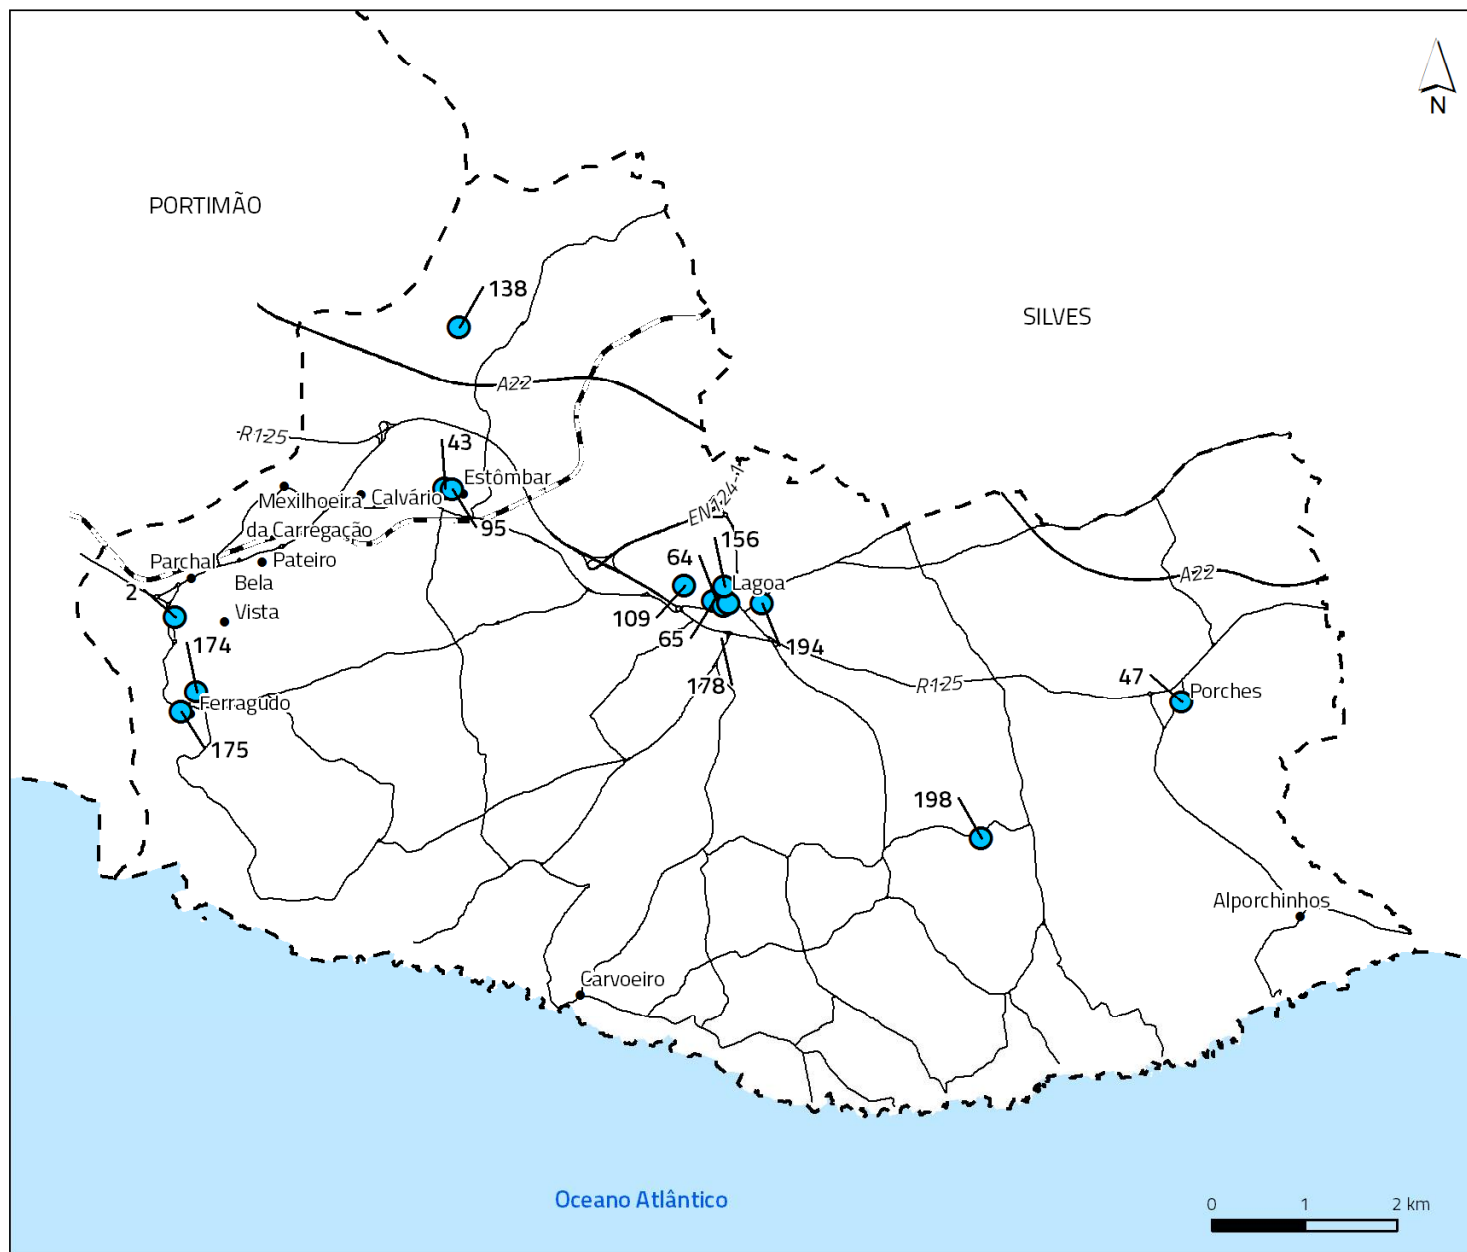 N
PORTIMÃO
138
SILVES
A22
R125
43
Estômbar
Mexilhoeira
da Carregação
Calvário
EN124-1
95
156
64
Parchal
Pateiro
Bela
Vista
Lagoa
A22
2
109
65
174
194
178
R125
47
Porches
Ferragudo
175
198
Alporchinhos
Carvoeiro
Oceano Atlântico
0 1 2 km